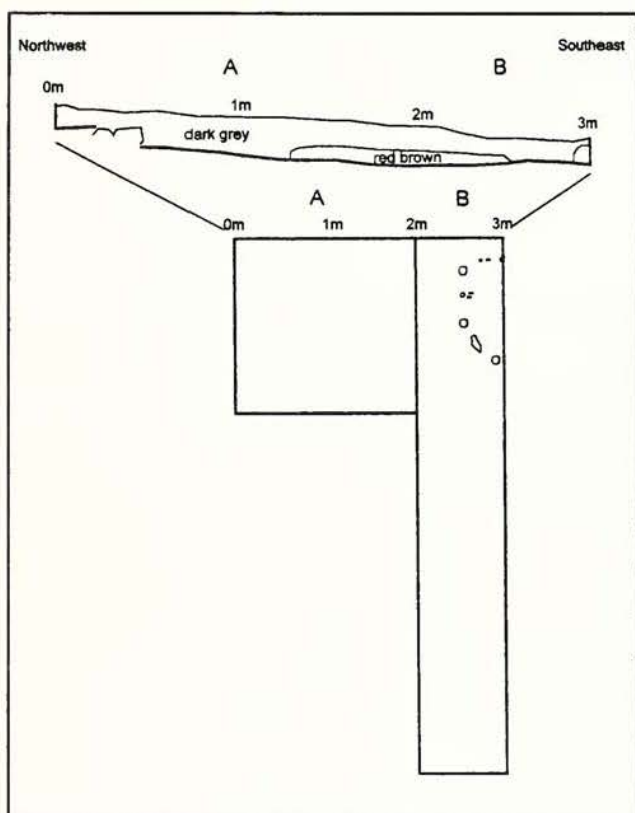 Northwest Southeast
A B
0m 1m 2m 3m
dark grey
red brown
A B
0m 1m 2m 3m